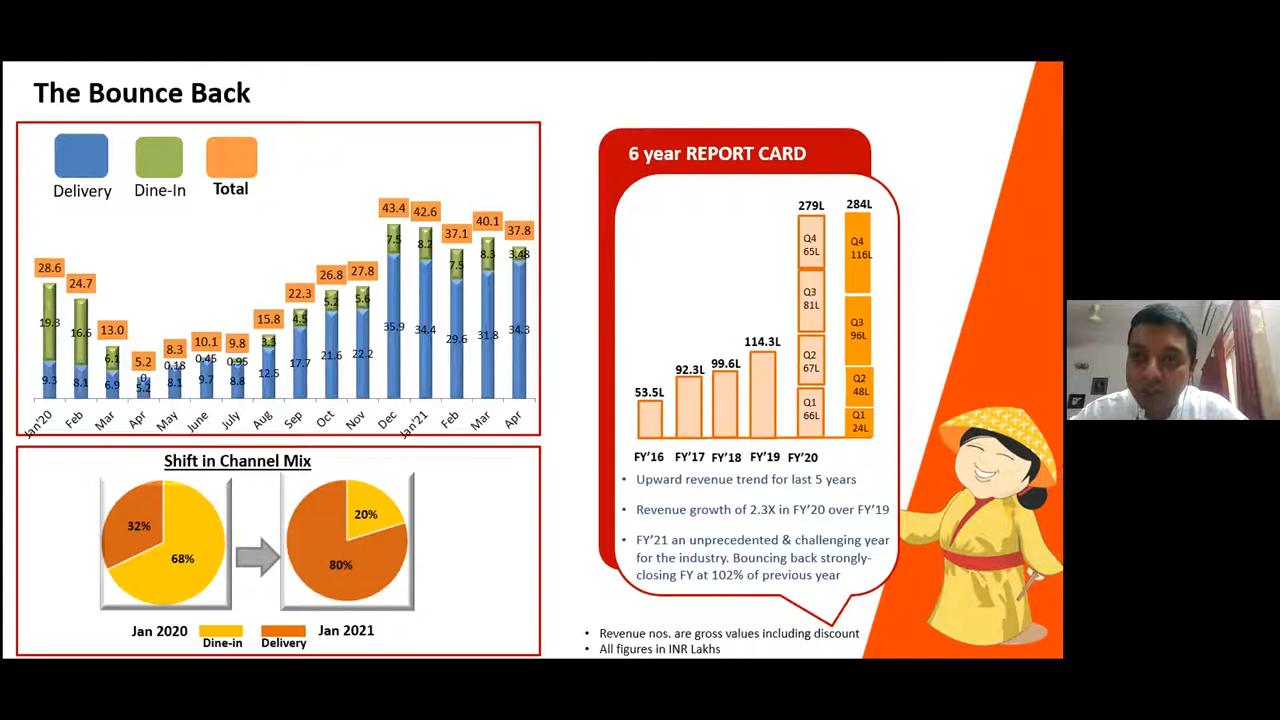 The Bounce Back
Delivery
Dine-In
Total
28.6
24.7
13.0
5.2
8.3
10.1
9.8
15.8
22.3
26.8
27.8
43.4
42.6
37.1
40.1
37.8
19.3
16.6
6.1
0
0.18
0.45
0.95
3.3
4.5
5.2
5.6
7.5
8.2
7.5
8.3
3.48
9.3
8.1
6.9
5.2
8.1
9.7
8.8
12.5
17.7
21.6
22.2
35.9
34.4
29.6
31.8
34.3
Jan'20
Feb
Mar
Apr
May
June
July
Aug
Sep
Oct
Nov
Dec
Jan'21
Feb
Mar
Apr
Shift in Channel Mix
32%
68%
20%
80%
Jan 2020
Dine-in
Delivery
Jan 2021
6 year REPORT CARD
53.5L
92.3L
99.6L
114.3L
279L
284L
Q4
65L
Q3
81L
Q2
67L
Q1
66L
Q4
116L
Q3
96L
Q2
48L
Q1
24L
FY'16
FY'17
FY'18
FY'19
FY'20
• Upward revenue trend for last 5 years
• Revenue growth of 2.3X in FY'20 over FY'19
• FY'21 an unprecedented & challenging year
for the industry. Bouncing back strongly-
closing FY at 102% of previous year
• Revenue nos. are gross values including discount
• All figures in INR Lakhs